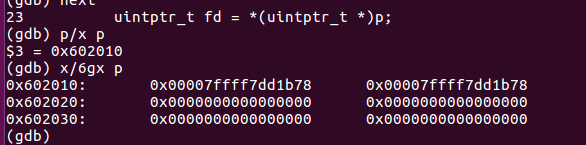 (gdb) next
23 uintptr_t fd = *(uintptr_t *)p;
(gdb) p/x p
$3 = 0x602010
(gdb) x/6gx p
0x602010: 0x00007ffff7dd1b78 0x00007ffff7dd1b78
0x602020: 0x0000000000000000 0x0000000000000000
0x602030: 0x0000000000000000 0x0000000000000000
(gdb)